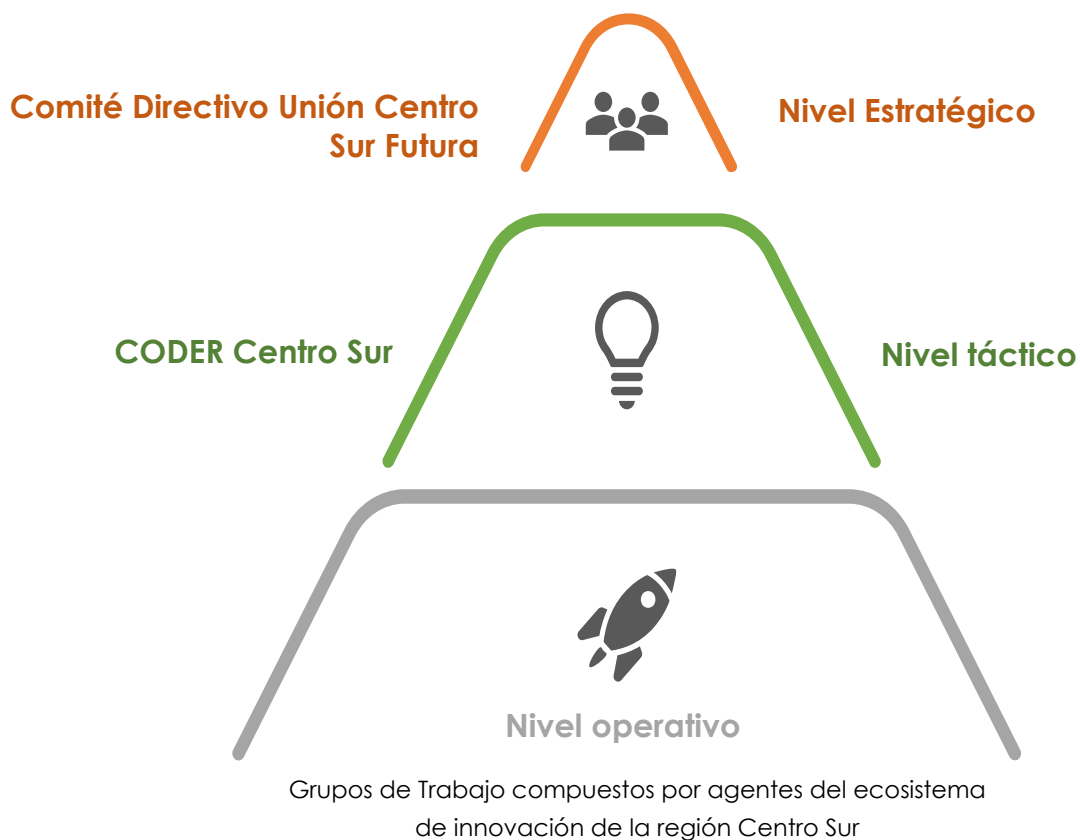 Comité Directivo Unión Centro
Sur Futura
Nivel Estratégico
CODER Centro Sur
Nivel táctico
Nivel operativo
Grupos de Trabajo compuestos por agentes del ecosistema
de innovación de la región Centro Sur